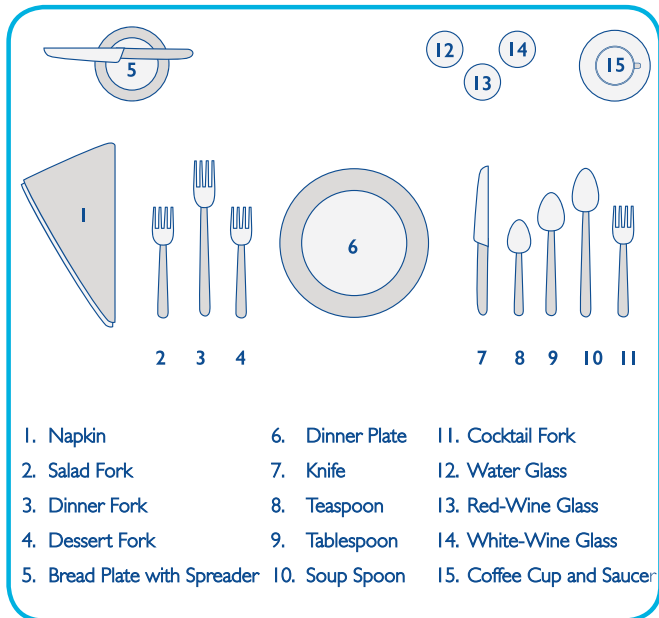 5
12
14
13
15
1
6
2 3 4
7 8 9 10 11
1. Napkin
2. Salad Fork
3. Dinner Fork
4. Dessert Fork
5. Bread Plate with Spreader
6. Dinner Plate
7. Knife
8. Teaspoon
9. Tablespoon
10. Soup Spoon
11. Cocktail Fork
12. Water Glass
13. Red-Wine Glass
14. White-Wine Glass
15. Coffee Cup and Saucer